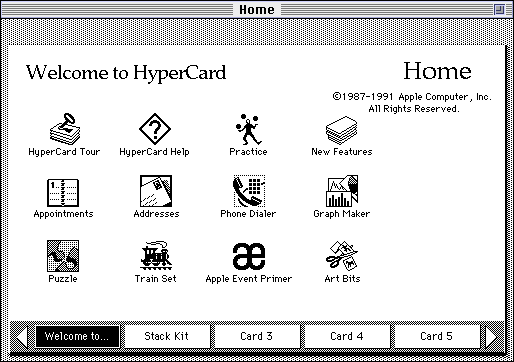 Home
Welcome to HyperCard
Home
©1987-1991 Apple Computer, Inc.
All Rights Reserved.
HyperCard Tour
HyperCard Help
Practice
New Features
1
Appointments
Addresses
Phone Dialer
Graph Maker
Puzzle
Train Set
æ
Apple Event Primer
Art Bits
Welcome to...
Stack Kit
Card 3
Card 4
Card 5